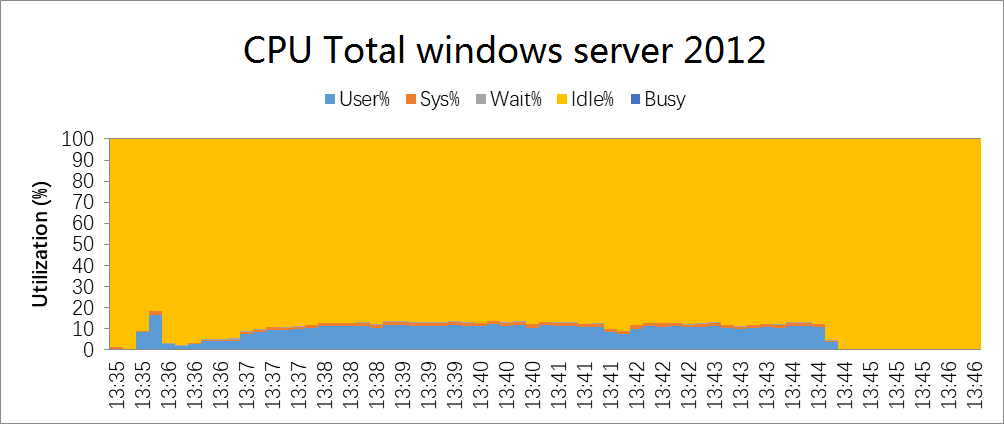 CPU Total windows server 2012
User% Sys% Wait% Idle% Busy
Utilization (%)
100
90
80
70
60
50
40
30
20
10
0
13:35 13:35 13:36 13:36 13:36 13:37 13:37 13:37 13:38 13:38 13:38 13:39 13:39 13:39 13:40 13:40 13:40 13:41 13:41 13:41 13:42 13:42 13:42 13:43 13:43 13:43 13:44 13:44 13:44 13:45 13:45 13:45 13:46 13:46